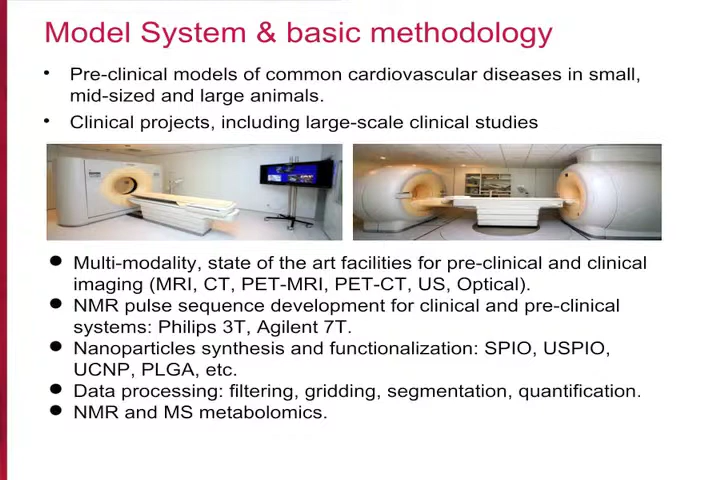 Model System & basic methodology
• Pre-clinical models of common cardiovascular diseases in small,
mid-sized and large animals.
• Clinical projects, including large-scale clinical studies
● Multi-modality, state of the art facilities for pre-clinical and clinical
imaging (MRI, CT, PET-MRI, PET-CT, US, Optical).
● NMR pulse sequence development for clinical and pre-clinical
systems: Philips 3T, Agilent 7T.
● Nanoparticles synthesis and functionalization: SPIO, USPIO,
UCNP, PLGA, etc.
● Data processing: filtering, gridding, segmentation, quantification.
● NMR and MS metabolomics.